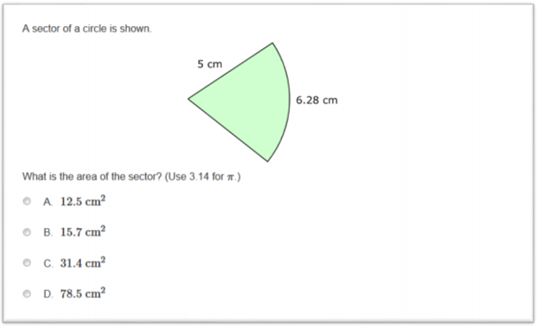 A sector of a circle is shown.
5 cm
6.28 cm
What is the area of the sector? (Use 3.14 for π.)
A. 12.5 cm²
B. 15.7 cm²
C. 31.4 cm²
D. 78.5 cm²